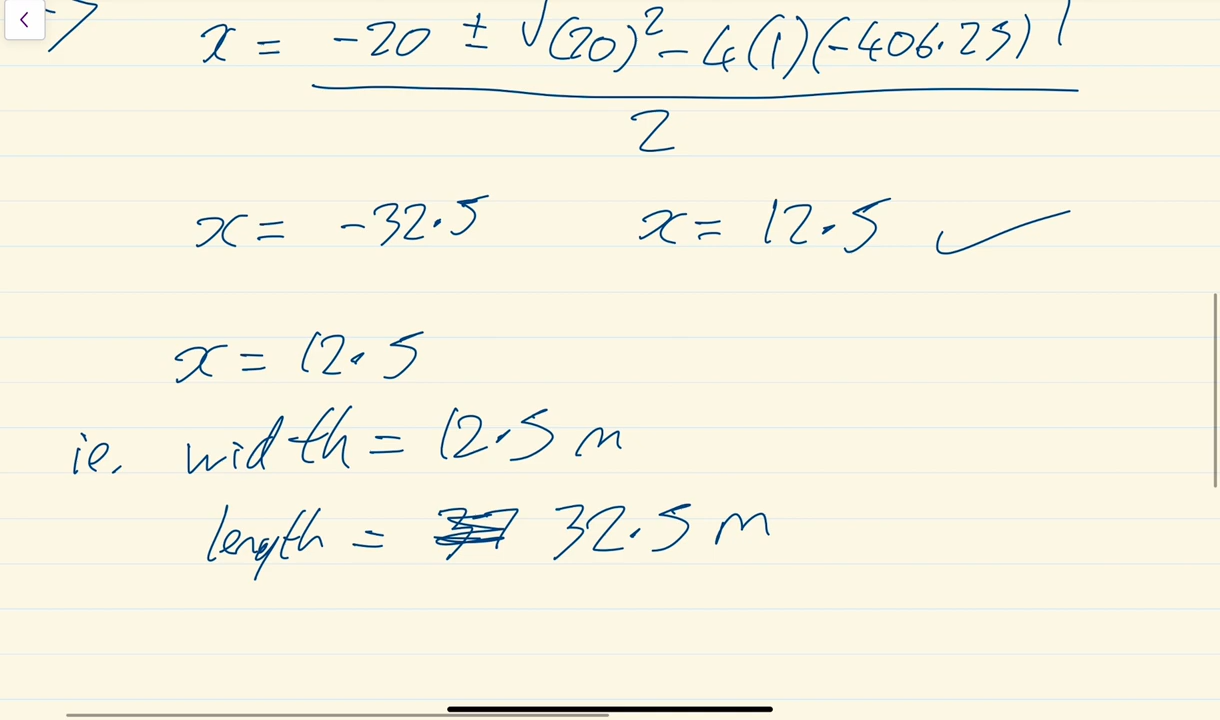 x = -20 ± √(20)² - 4(1)(-406.25)
2
x = -32.5 x = 12.5 ✓
x = 12.5
ie. width = 12.5 m
length = 32.5 m